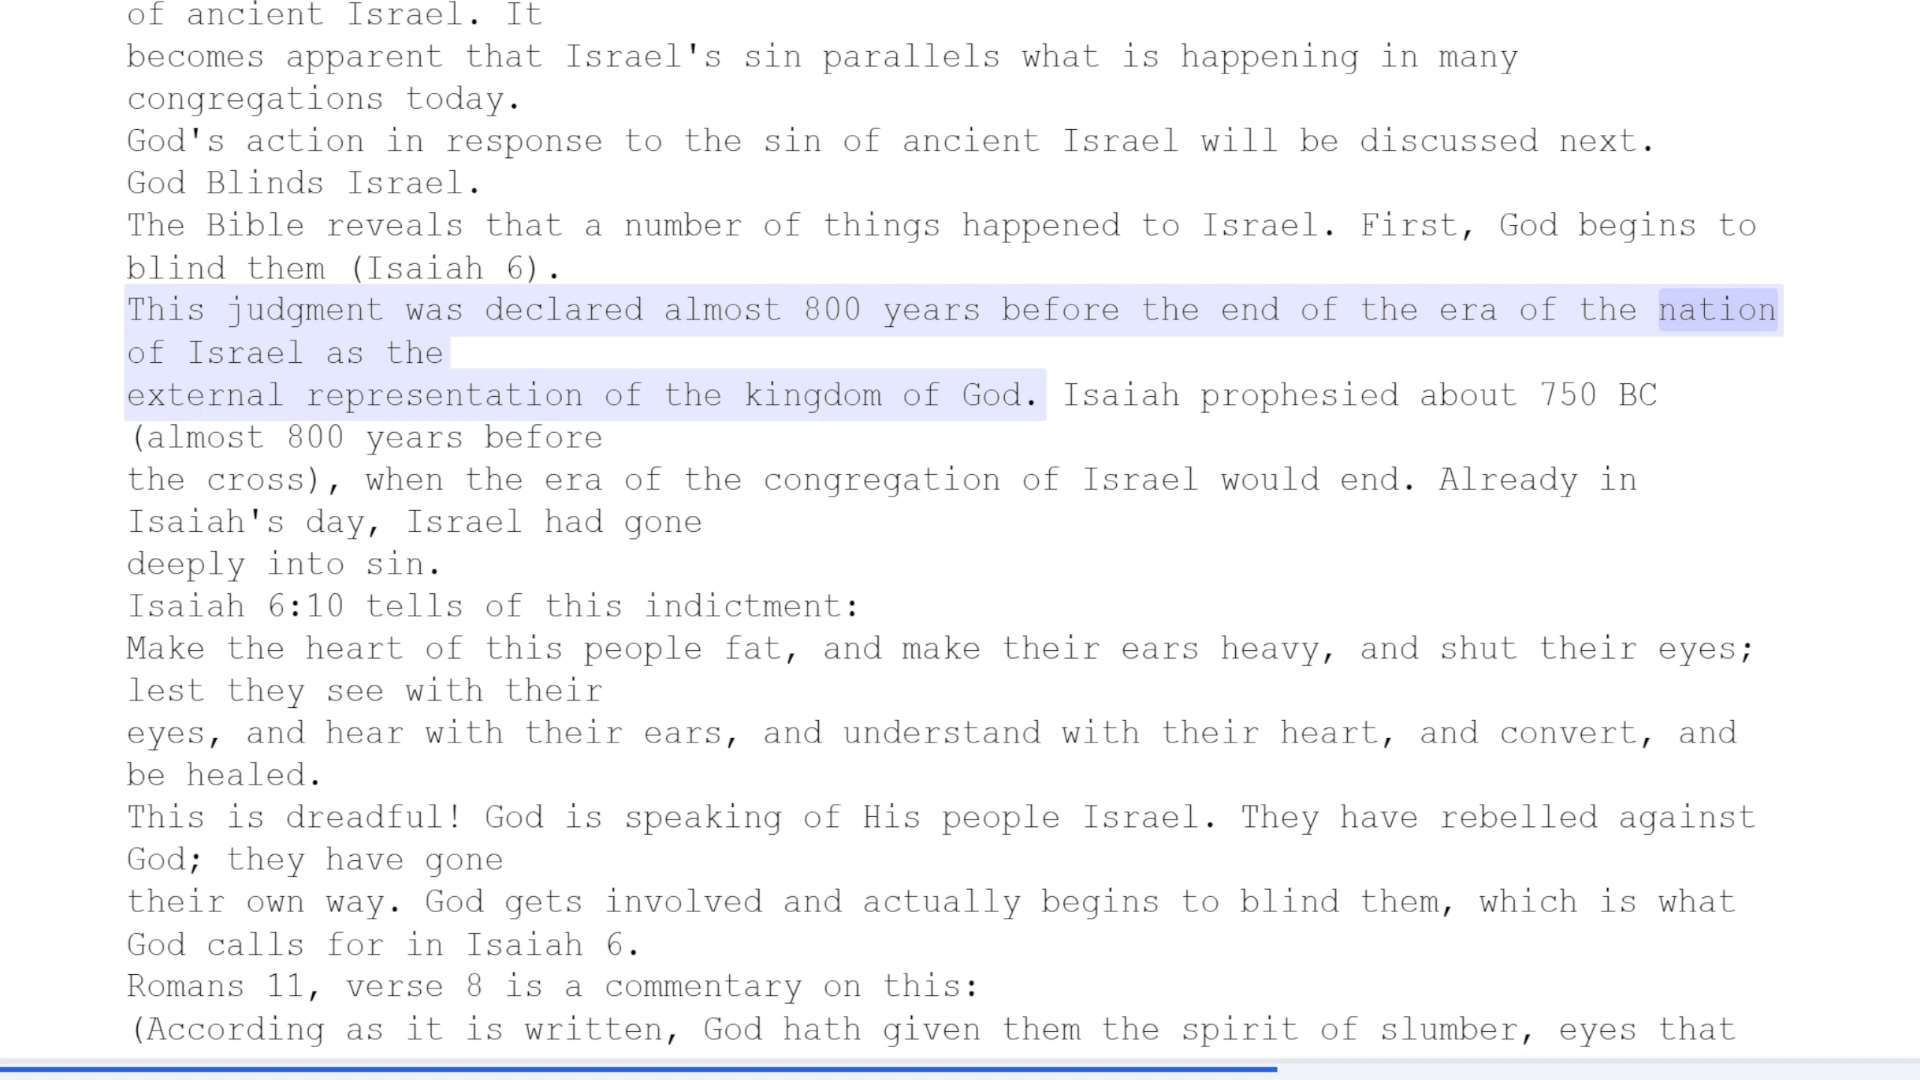 of ancient Israel. It
becomes apparent that Israel's sin parallels what is happening in many
congregations today.
God's action in response to the sin of ancient Israel will be discussed next.
God Blinds Israel.
The Bible reveals that a number of things happened to Israel. First, God begins to
blind them (Isaiah 6).
This judgment was declared almost 800 years before the end of the era of the nation
of Israel as the
external representation of the kingdom of God. Isaiah prophesied about 750 BC
(almost 800 years before
the cross), when the era of the congregation of Israel would end. Already in
Isaiah's day, Israel had gone
deeply into sin.
Isaiah 6:10 tells of this indictment:
Make the heart of this people fat, and make their ears heavy, and shut their eyes;
lest they see with their
eyes, and hear with their ears, and understand with their heart, and convert, and
be healed.
This is dreadful! God is speaking of His people Israel. They have rebelled against
God; they have gone
their own way. God gets involved and actually begins to blind them, which is what
God calls for in Isaiah 6.
Romans 11, verse 8 is a commentary on this:
(According as it is written, God hath given them the spirit of slumber, eyes that